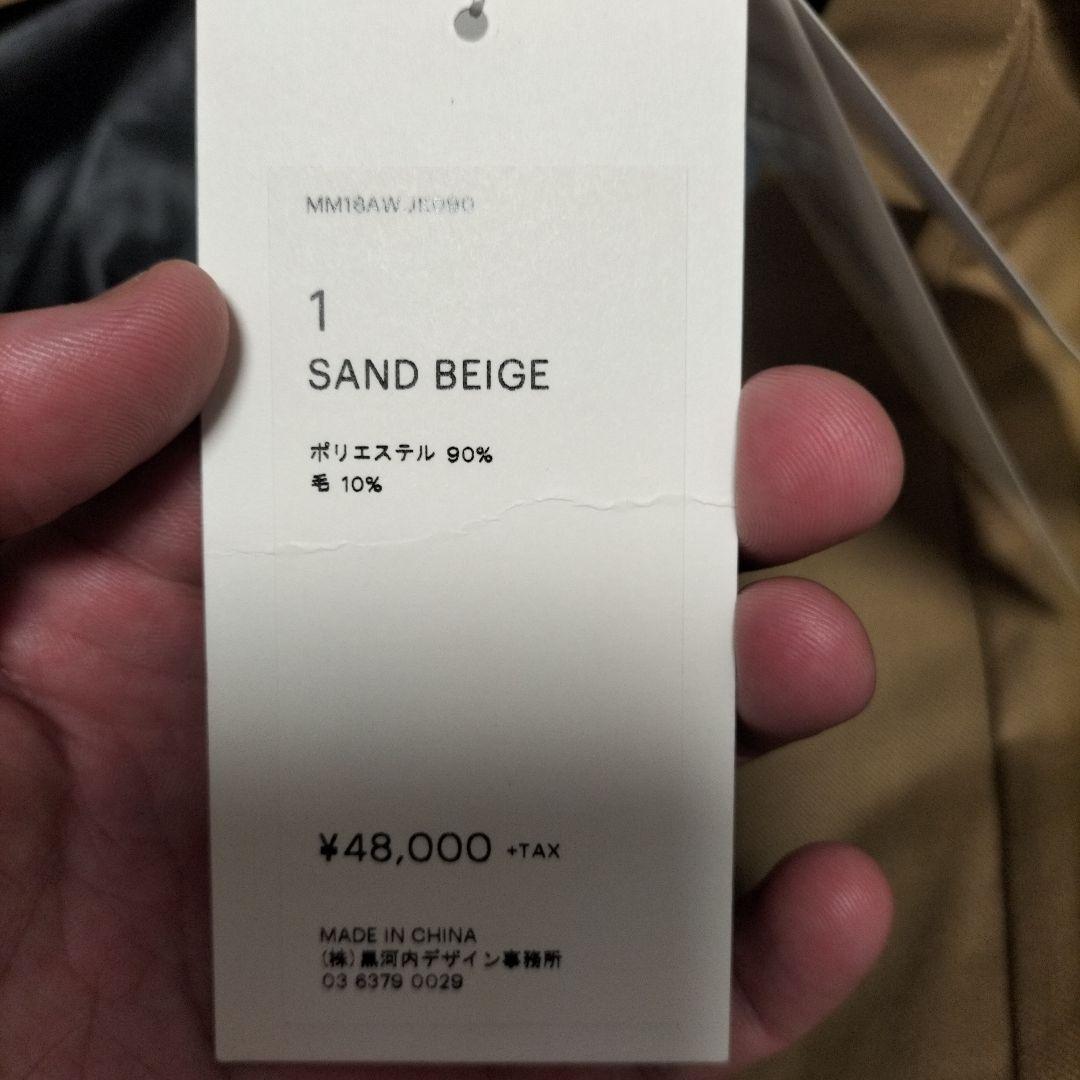 MM18AW
1
SAND BEIGE
ポリエステル 90%
毛 10%
¥48,000 +TAX
MADE IN CHINA
(株)黒河内デザイン事務所
03 6379 0029